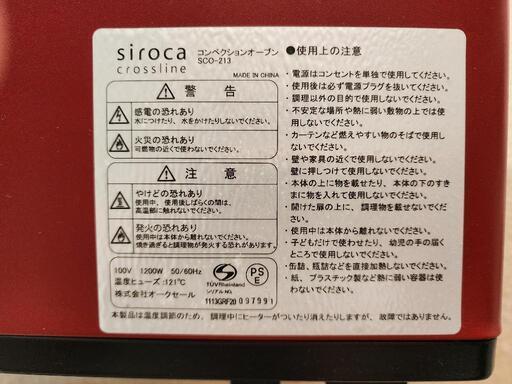 siroca
crossline
コンベクションオーブン
SCO-213
MADE IN CHINA
警告
感電の恐れあり
水につけたり、水をかけたりしないでください。
火災の恐れあり
可燃物の近くで使わないでください。
注意
やけどの恐れあり
使用中、使用後しばらくの間は、
高温部に触れないでください。
発火の恐れあり
使用中は本体から離れないでください。
焼き過ぎると調理物が発火する恐れがあります。
100V 1200W 50/60Hz
温度ヒューズ:121℃
株式会社オークセール
TÜVRheinland
シリアルNO.
1113GRF20 097991
PS
E
●使用上の注意
・電源はコンセントを単独で使用してください。
・使用後は必ず電源プラグを抜いてください。
・調理以外の目的で使用しないでください。
・不安定な場所や熱に弱い敷物の上では使
用しないでください。
・カーテンなど燃えやすい物のそばで使用し
ないでください。
・壁や家具の近くで使用しないでください。
壁に押しつけて使用しないでください。
・本体の上に物を載せたり、本体の下のすき
まに物を入れて使用しないでください。
・開けた扉の上に、調理物を載せないでくだ
さい。
・使用中は本体から離れないでください。
・子どもだけで使わせたり、幼児の手の届く
ところで使用しないでください。
・缶詰、瓶詰などを直接加熱しないでください。
・紙、プラスチック製など熱に弱い容器は使
わないでください。
本製品は温度調節のため、調理中にヒーターがついたり消えたりしますが、故障ではありません。